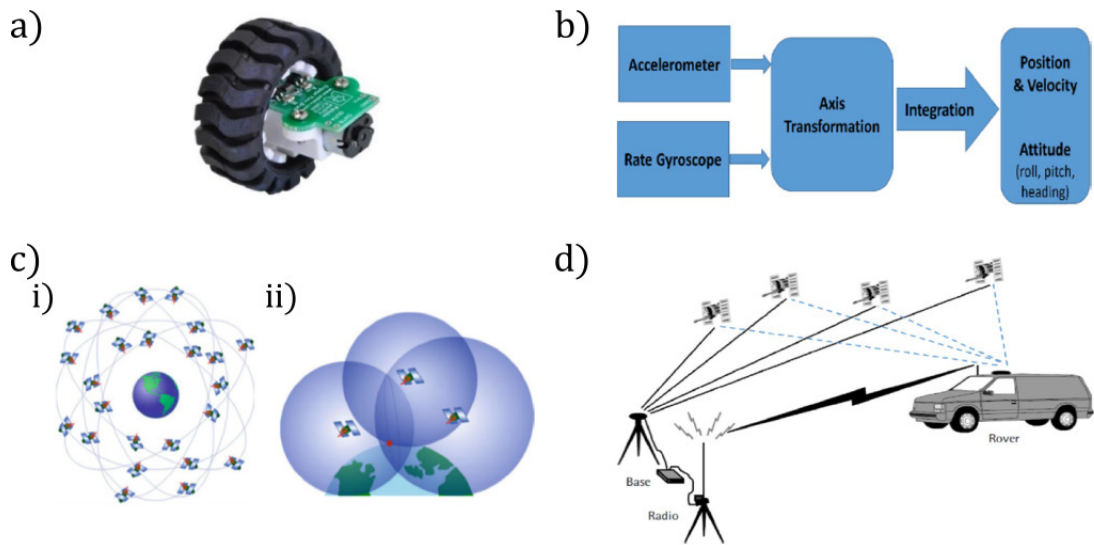 a)
b)
Accelerometer
Rate Gyroscope
Axis
Transformation
Integration
Position
& Velocity
Attitude
(roll, pitch,
heading)
c)
i)
ii)
d)
Rover
Base
Radio